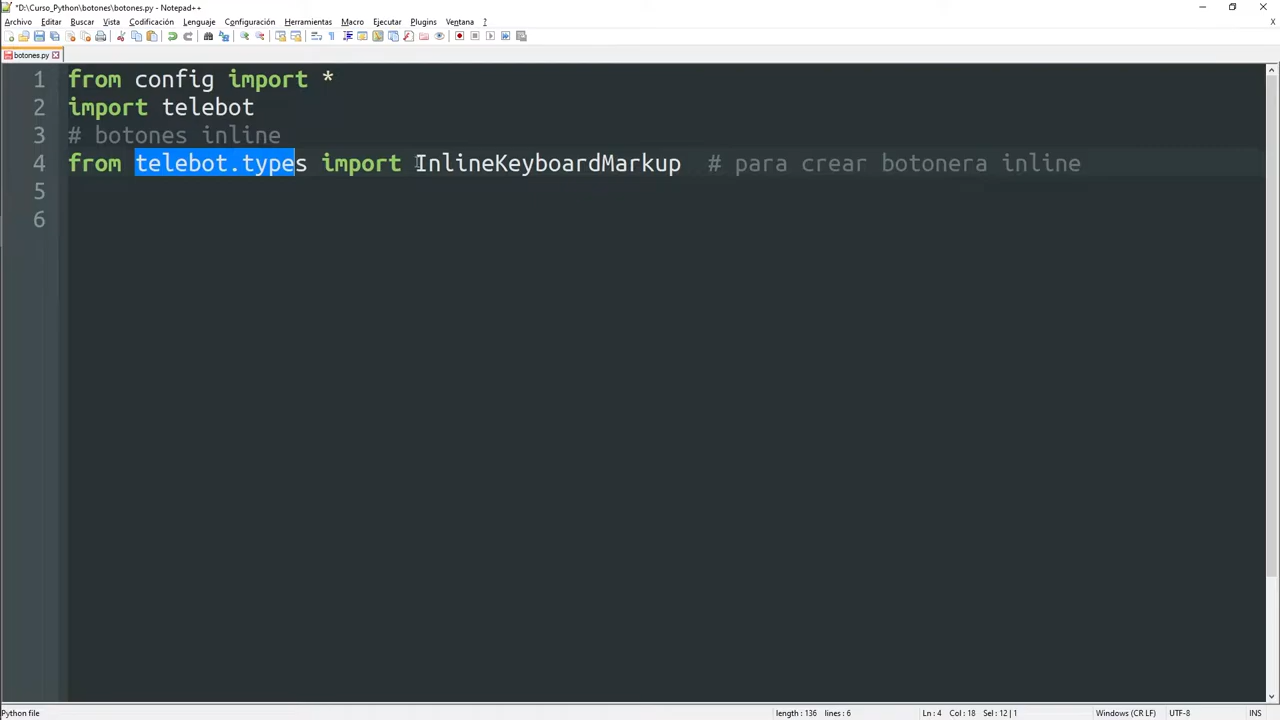 *D:\Curso_Python\botones\botones.py - Notepad++
Archivo Editar Buscar Vista Codificación Lenguaje Configuración Herramientas Macro Ejecutar Plugins Ventana ?
botones.py
1 from config import *
2 import telebot
3 # botones inline
4 from telebot.types import InlineKeyboardMarkup # para crear botonera inline
5
6
Python file length : 136 lines : 6 Ln : 4 Col : 18 Sel : 12 | 1 Windows (CR LF) UTF-8 INS